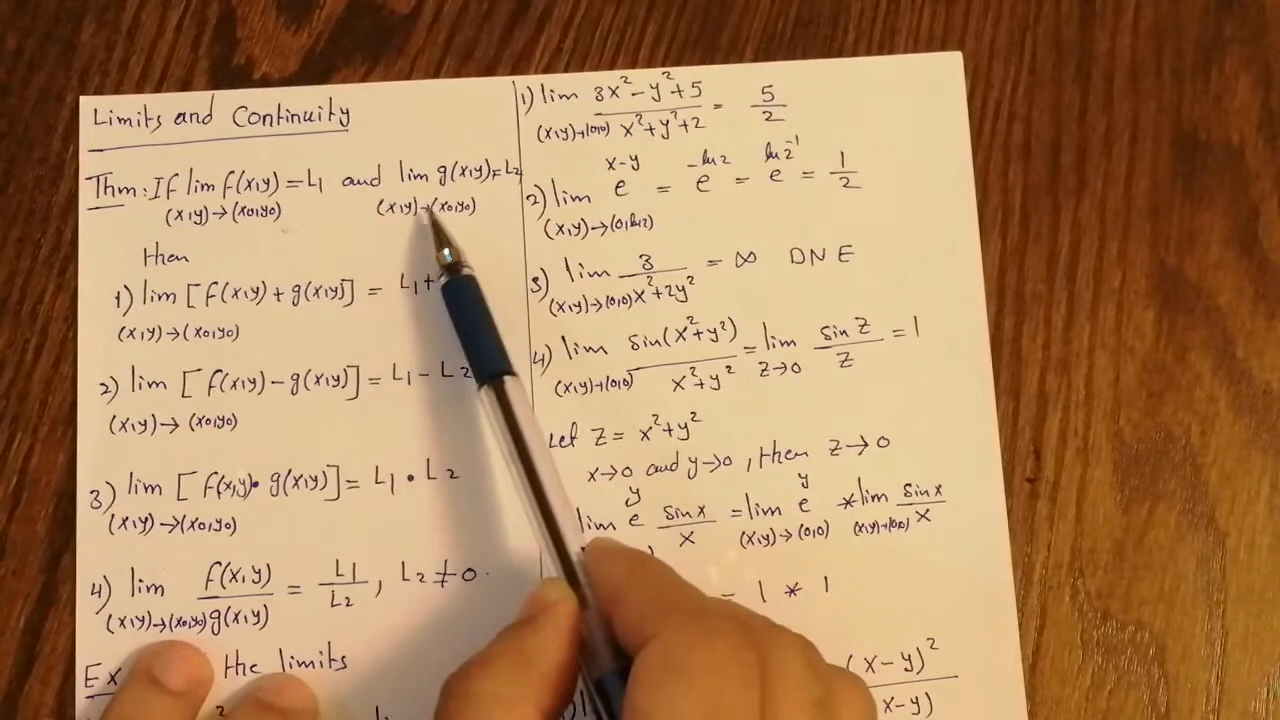 Limits and Continuity
Thm: If lim f(x,y) = L₁ and lim g(x,y) = L₂
(x,y)→(x₀,y₀) (x,y)→(x₀,y₀)
then
1) lim [f(x,y) + g(x,y)] = L₁ +
(x,y)→(x₀,y₀)
2) lim [f(x,y) - g(x,y)] = L₁ - L₂
(x,y)→(x₀,y₀)
3) lim [f(x,y) • g(x,y)] = L₁ • L₂
(x,y)→(x₀,y₀)
4) lim f(x,y)/g(x,y) = L₁/L₂, L₂ ≠ 0.
(x,y)→(x₀,y₀)
Ex the limits
1) lim (3x² - y² + 5)/(x² + y² + 2) = 5/2
(x,y)→(0,0)
2) lim e^(x-y) = e^(-ln2) = e^(ln2⁻¹) = 1/2
(x,y)→(0,ln2)
3) lim 3/(x² + 2y²) = ∞ DNE
(x,y)→(0,0)
4) lim sin(x² + y²)/(x² + y²) = lim sin z/z = 1
(x,y)→(0,0) z→0
Let z = x² + y²
x→0 and y→0, then z→0
lim e^y sin x/x = lim e^y * lim sin x/x
(x,y)→(0,0) (x,y)→(0,0)
= 1 * 1
(x-y)²
x-y)